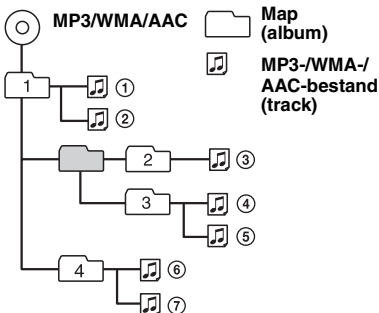 MP3/WMA/AAC
Map
(album)
MP3-/WMA-/
AAC-bestand
(track)
1
①
②
2
③
3
④
⑤
4
⑥
⑦